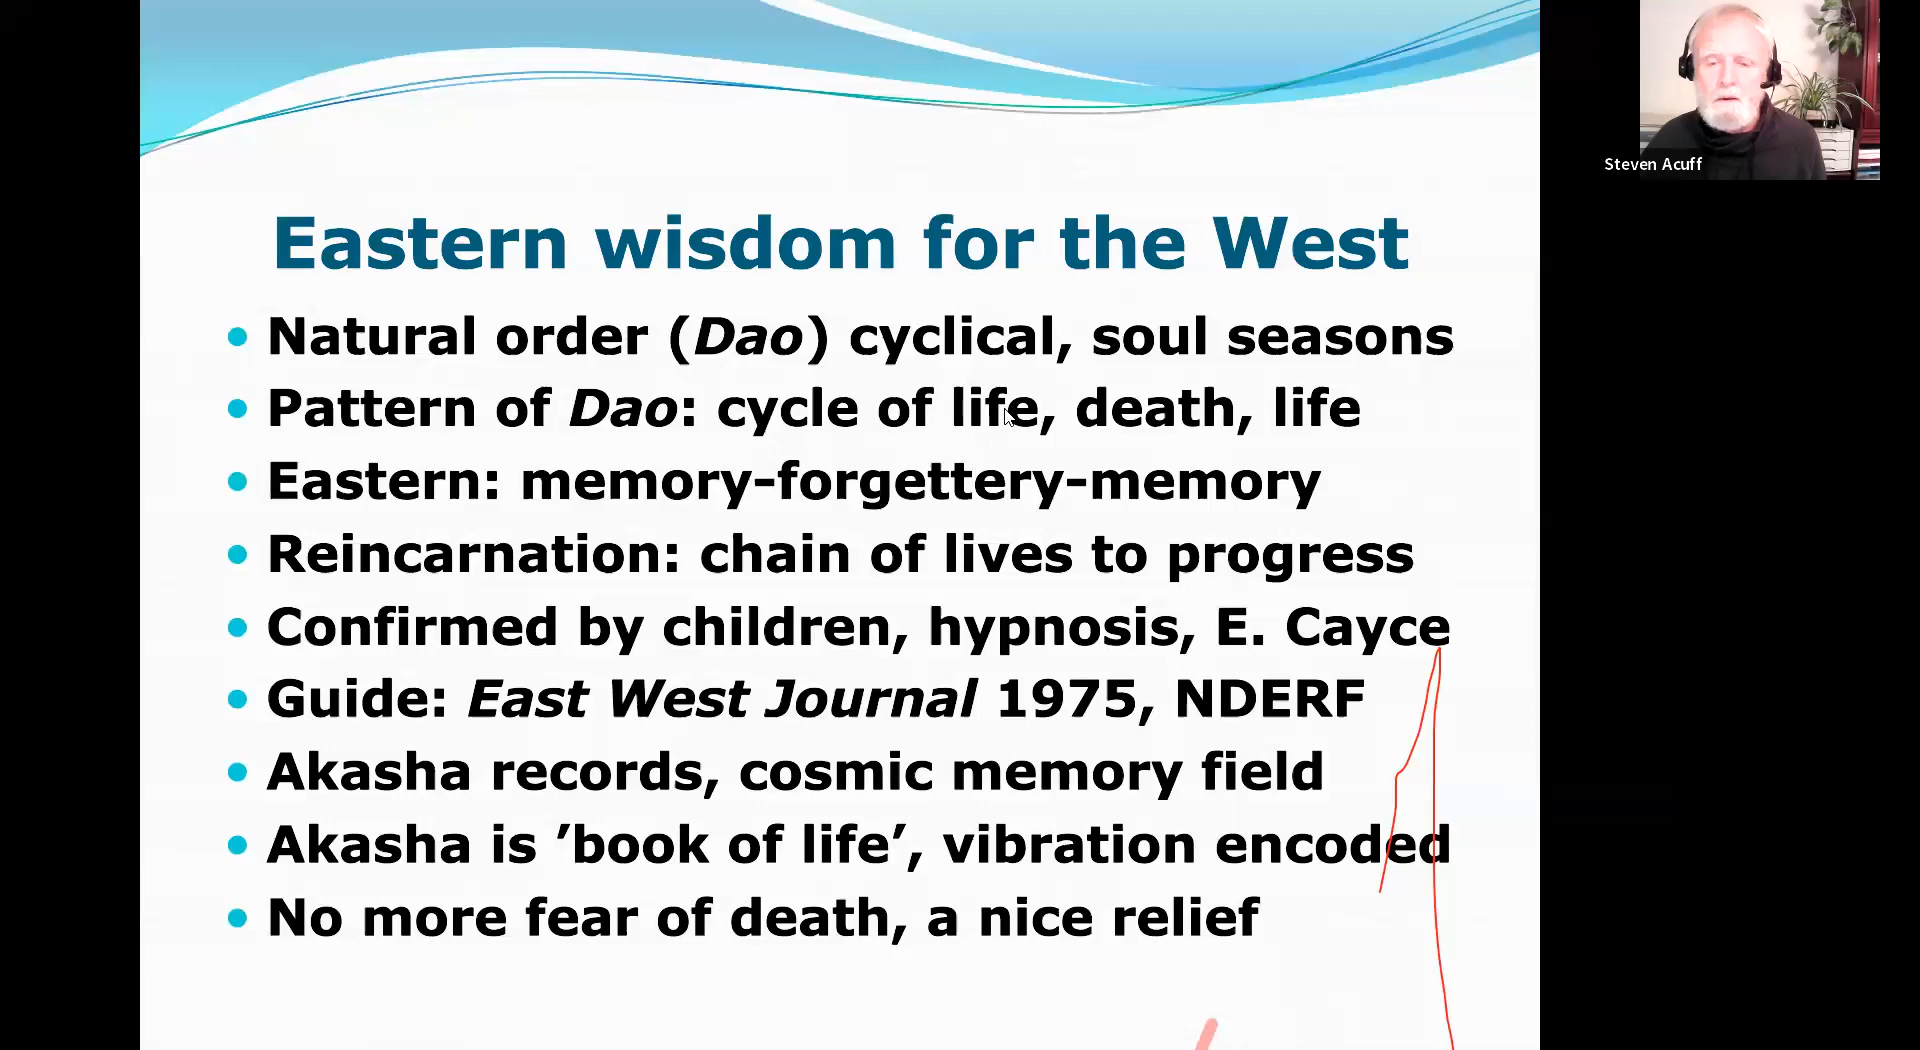 Steven Acuff
Eastern wisdom for the West
• Natural order (Dao) cyclical, soul seasons
• Pattern of Dao: cycle of life, death, life
• Eastern: memory-forgettery-memory
• Reincarnation: chain of lives to progress
• Confirmed by children, hypnosis, E. Cayce
• Guide: East West Journal 1975, NDERF
• Akasha records, cosmic memory field
• Akasha is ’book of life’, vibration encoded
• No more fear of death, a nice relief